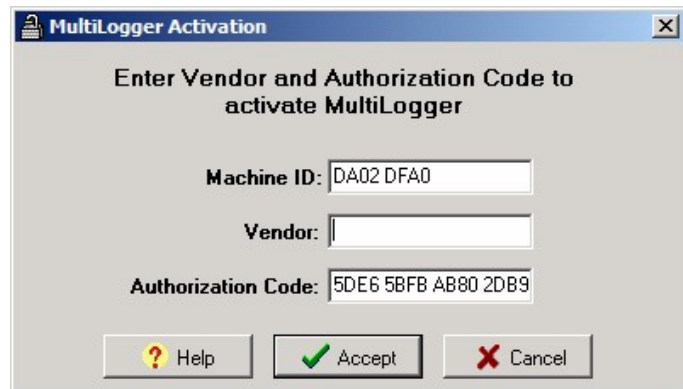 MultiLogger Activation
Enter Vendor and Authorization Code to
activate MultiLogger
Machine ID: DA02 DFA0
Vendor:
Authorization Code: 5DE6 5BFB AB80 2DB9
? Help Accept Cancel